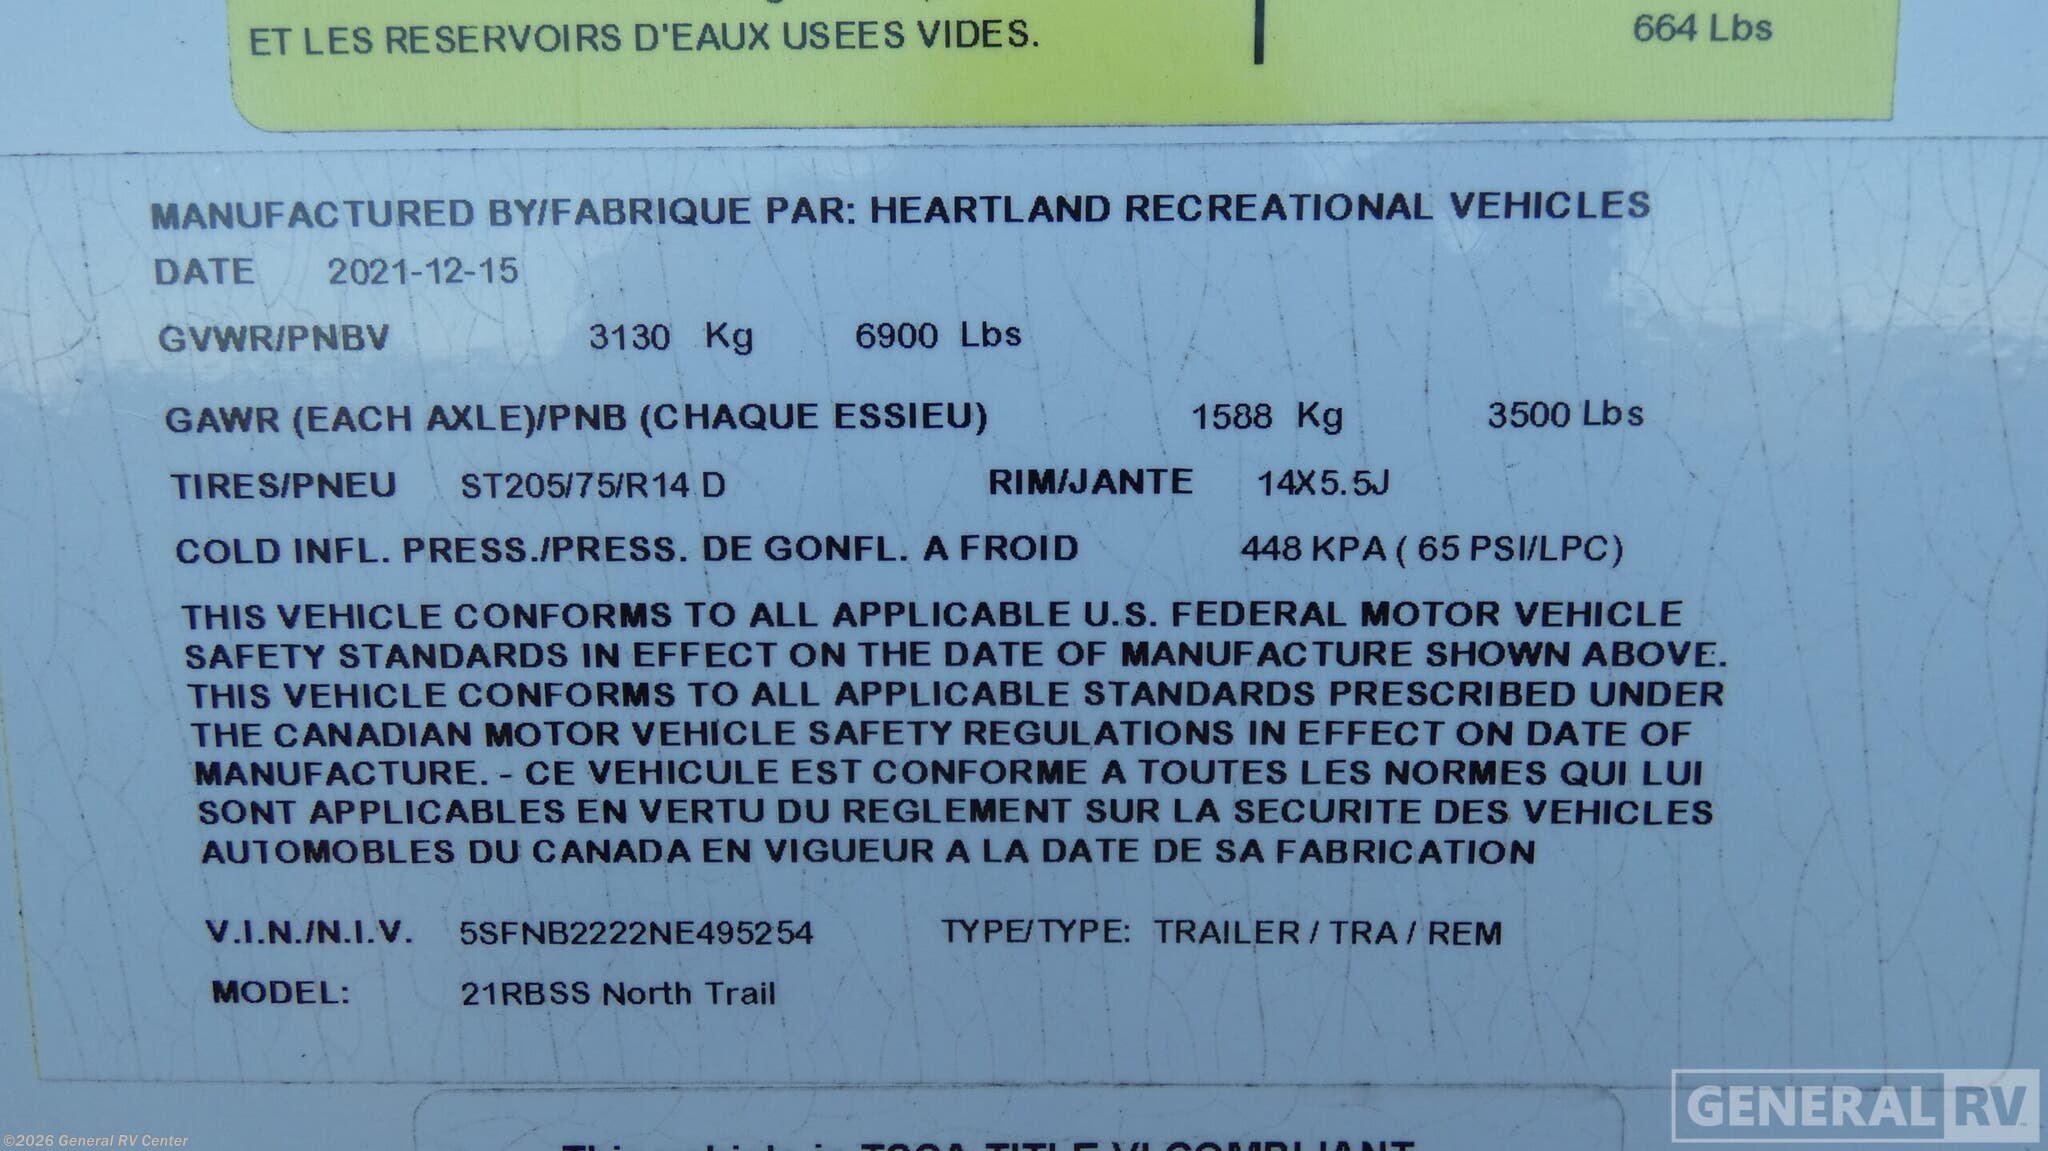 ET LES RESERVOIRS D'EAUX USEES VIDES.
664 Lbs
MANUFACTURED BY/FABRIQUE PAR: HEARTLAND RECREATIONAL VEHICLES
DATE 2021-12-15
GVWR/PNBV 3130 Kg 6900 Lbs
GAWR (EACH AXLE)/PNB (CHAQUE ESSIEU) 1588 Kg 3500 Lbs
TIRES/PNEU ST205/75/R14 D RIM/JANTE 14X5.5J
COLD INFL. PRESS./PRESS. DE GONFL. A FROID 448 KPA ( 65 PSI/LPC)
THIS VEHICLE CONFORMS TO ALL APPLICABLE U.S. FEDERAL MOTOR VEHICLE
SAFETY STANDARDS IN EFFECT ON THE DATE OF MANUFACTURE SHOWN ABOVE.
THIS VEHICLE CONFORMS TO ALL APPLICABLE STANDARDS PRESCRIBED UNDER
THE CANADIAN MOTOR VEHICLE SAFETY REGULATIONS IN EFFECT ON DATE OF
MANUFACTURE. - CE VEHICULE EST CONFORME A TOUTES LES NORMES QUI LUI
SONT APPLICABLES EN VERTU DU REGLEMENT SUR LA SECURITE DES VEHICLES
AUTOMOBLES DU CANADA EN VIGUEUR A LA DATE DE SA FABRICATION
V.I.N./N.I.V. 5SFNB2222NE495254 TYPE/TYPE: TRAILER / TRA / REM
MODEL: 21RBSS North Trail
This vehicle is TSCA TITLE VI COMPLIANT
GENERAL RV
©2026 General RV Center